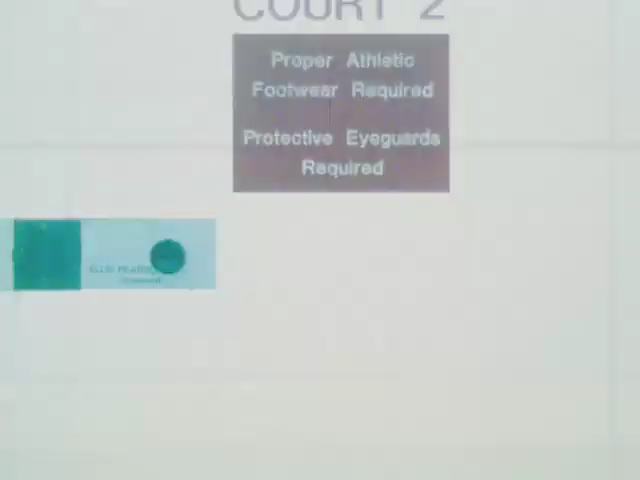 COURT 2
Proper Athletic
Footwear Required
Protective Eyeguards
Required